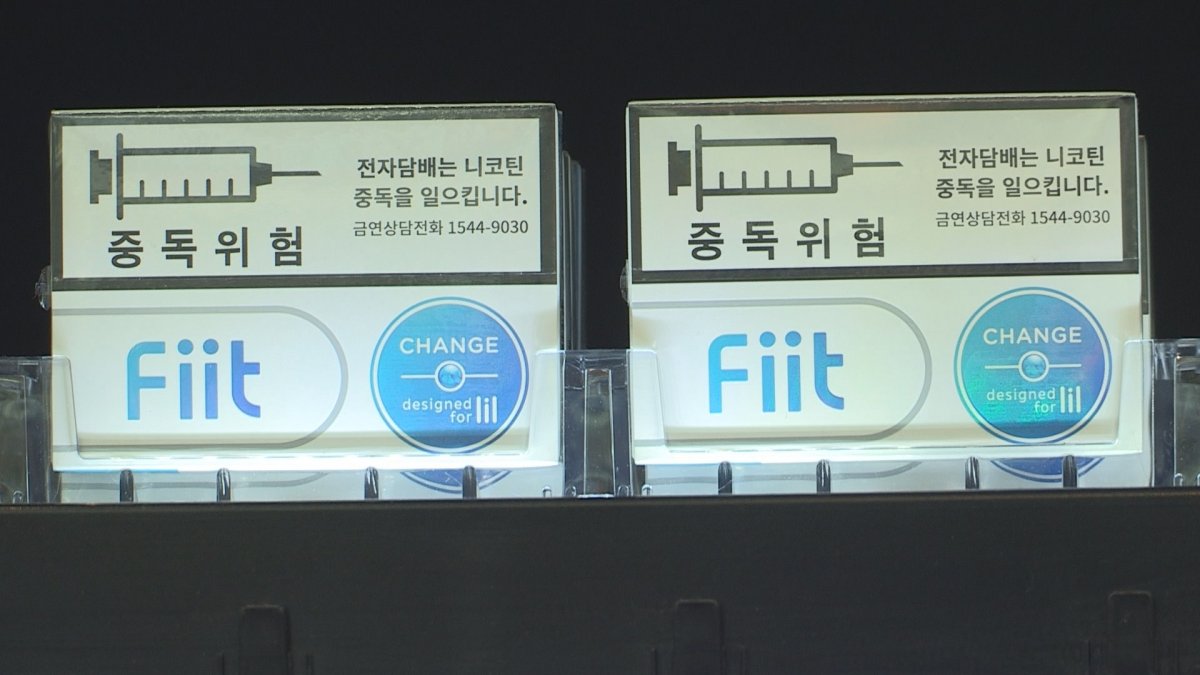 전자담배는 니코틴
중독을 일으킵니다.
금연상담전화 1544-9030
중독위험
Fiit
CHANGE
designed
for lil
전자담배는 니코틴
중독을 일으킵니다.
금연상담전화 1544-9030
중독위험
Fiit
CHANGE
designed
for lil